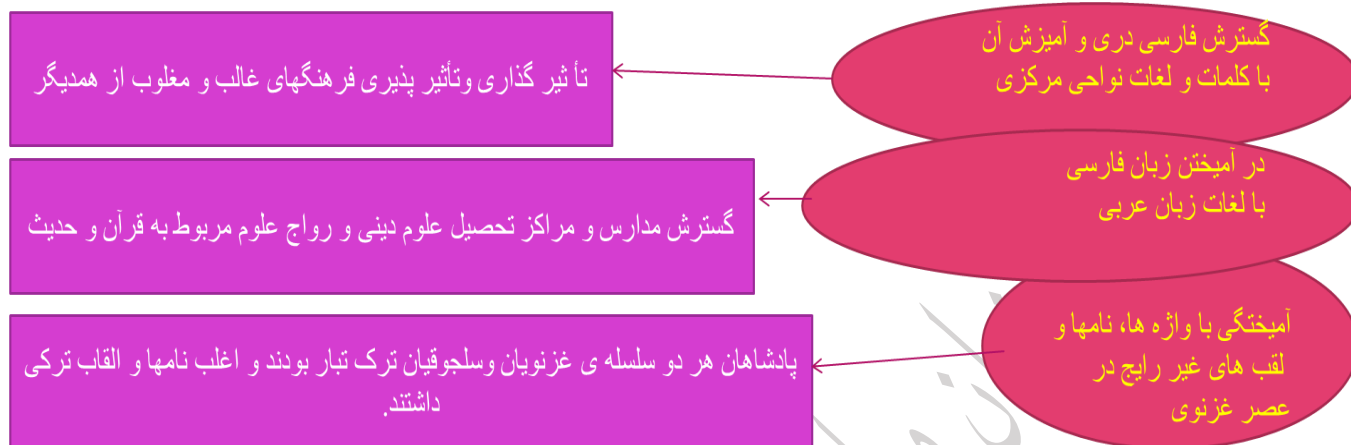 گسترش فارسی دری و آمیزش آن
با کلمات و لغات نواحی مرکزی
تأ ثیر گذاری وتأثیر پذیری فرهنگهای غالب و مغلوب از همدیگر
در آمیختن زبان فارسی
با لغات زبان عربی
گسترش مدارس و مراکز تحصیل علوم دینی و رواج علوم مربوط به قرآن و حدیث
آمیختگی با واژه ها، نامها و
لقب های غیر رایج در
عصر غزنوی
پادشاهان هر دو سلسله ی غزنویان وسلجوقیان ترک تبار بودند و اغلب نامها و القاب ترکی
داشتند.